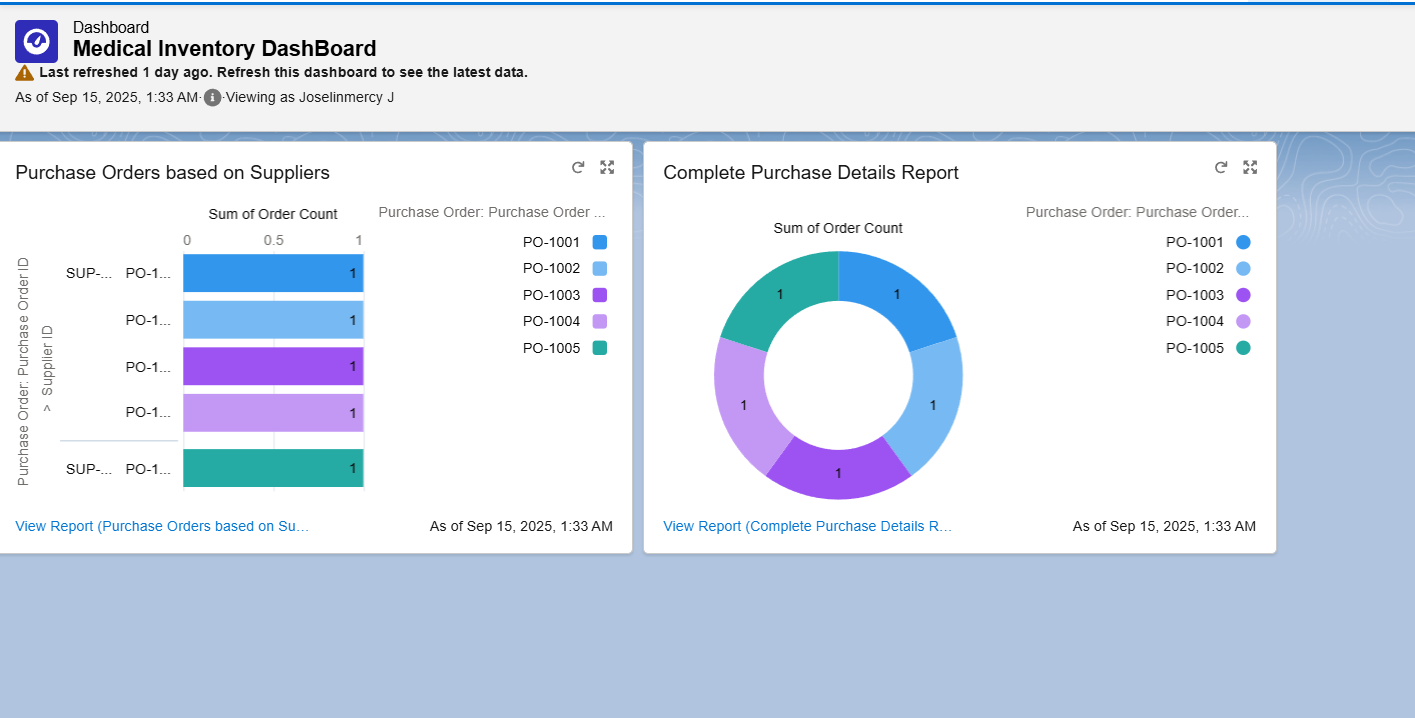 Dashboard
Medical Inventory DashBoard
Last refreshed 1 day ago. Refresh this dashboard to see the latest data.
As of Sep 15, 2025, 1:33 AM·Viewing as Joselinmercy J
Purchase Orders based on Suppliers
Sum of Order Count
0 0.5 1
Purchase Order: Purchase Order ID
> Supplier ID
SUP-... PO-1... 1
PO-1... 1
PO-1... 1
PO-1... 1
SUP-... PO-1... 1
Purchase Order: Purchase Order ...
PO-1001
PO-1002
PO-1003
PO-1004
PO-1005
View Report (Purchase Orders based on Su...
As of Sep 15, 2025, 1:33 AM
Complete Purchase Details Report
Sum of Order Count
1
1
1
1
1
Purchase Order: Purchase Order...
PO-1001
PO-1002
PO-1003
PO-1004
PO-1005
View Report (Complete Purchase Details R...
As of Sep 15, 2025, 1:33 AM